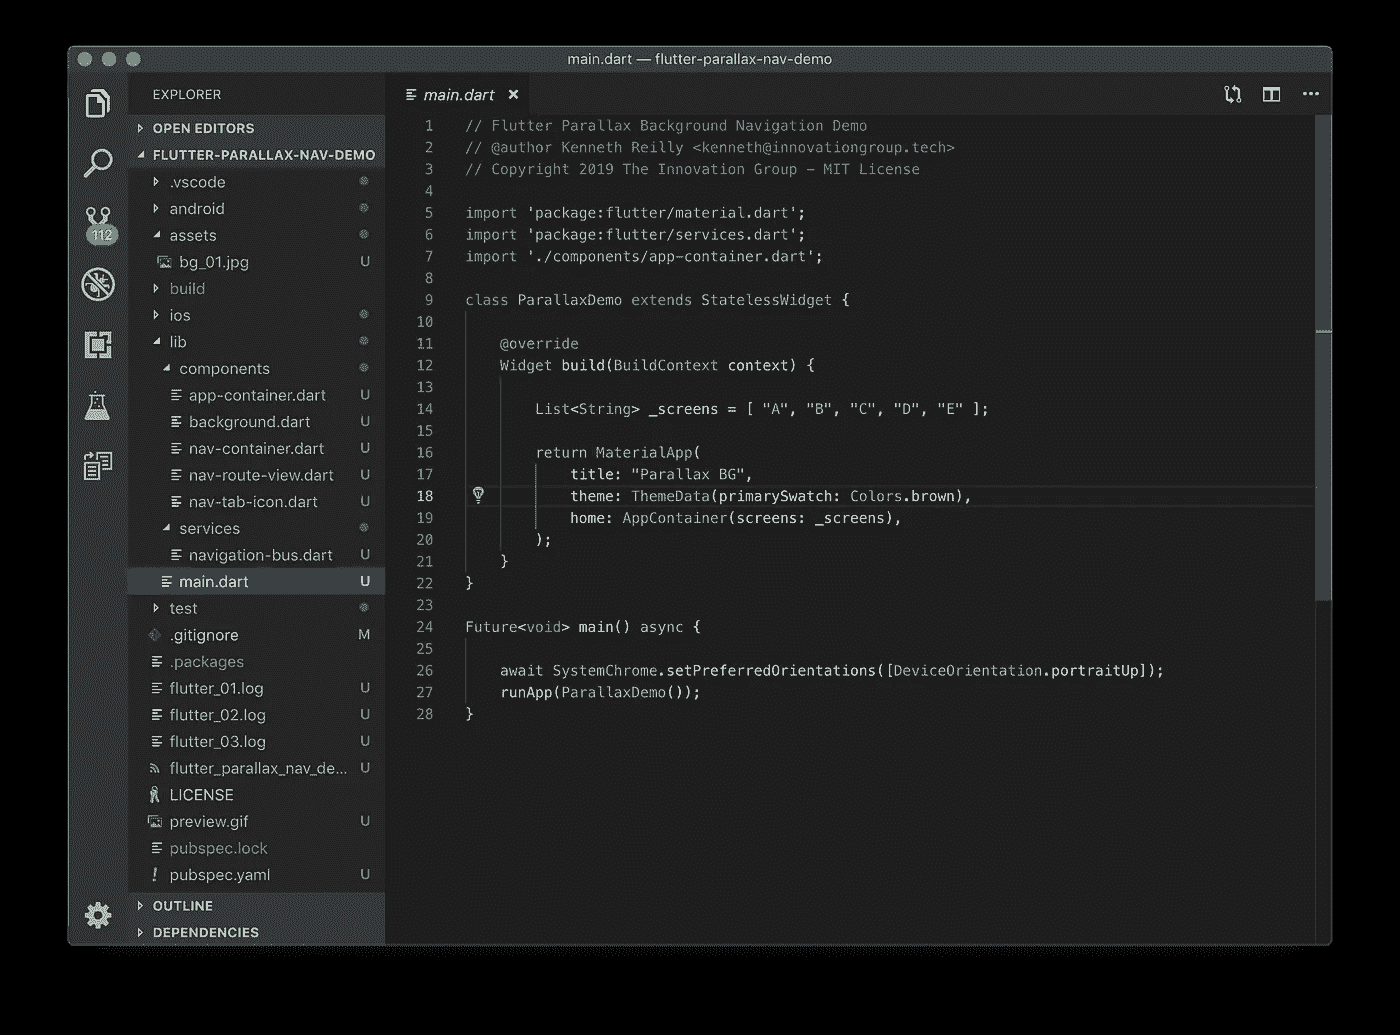 main.dart — flutter-parallax-nav-demo
EXPLORER
OPEN EDITORS
FLUTTER-PARALLAX-NAV-DEMO
.vscode
android
assets
bg_01.jpg U
build
ios
lib
components
app-container.dart U
background.dart U
nav-container.dart U
nav-route-view.dart U
nav-tab-icon.dart U
services
navigation-bus.dart U
main.dart U
test
.gitignore M
.packages
flutter_01.log U
flutter_02.log U
flutter_03.log U
flutter_parallax_nav_de... U
LICENSE
preview.gif U
pubspec.lock
! pubspec.yaml U
OUTLINE
DEPENDENCIES
112
main.dart
1 // Flutter Parallax Background Navigation Demo
2 // @author Kenneth Reilly <kenneth@innovationgroup.tech>
3 // Copyright 2019 The Innovation Group - MIT License
4
5 import 'package:flutter/material.dart';
6 import 'package:flutter/services.dart';
7 import './components/app-container.dart';
8
9 class ParallaxDemo extends StatelessWidget {
10
11 @override
12 Widget build(BuildContext context) {
13
14 List<String> _screens = [ "A", "B", "C", "D", "E" ];
15
16 return MaterialApp(
17 title: "Parallax BG",
18 theme: ThemeData(primarySwatch: Colors.brown),
19 home: AppContainer(screens: _screens),
20 );
21 }
22 }
23
24 Future<void> main() async {
25
26 await SystemChrome.setPreferredOrientations([DeviceOrientation.portraitUp]);
27 runApp(ParallaxDemo());
28 }